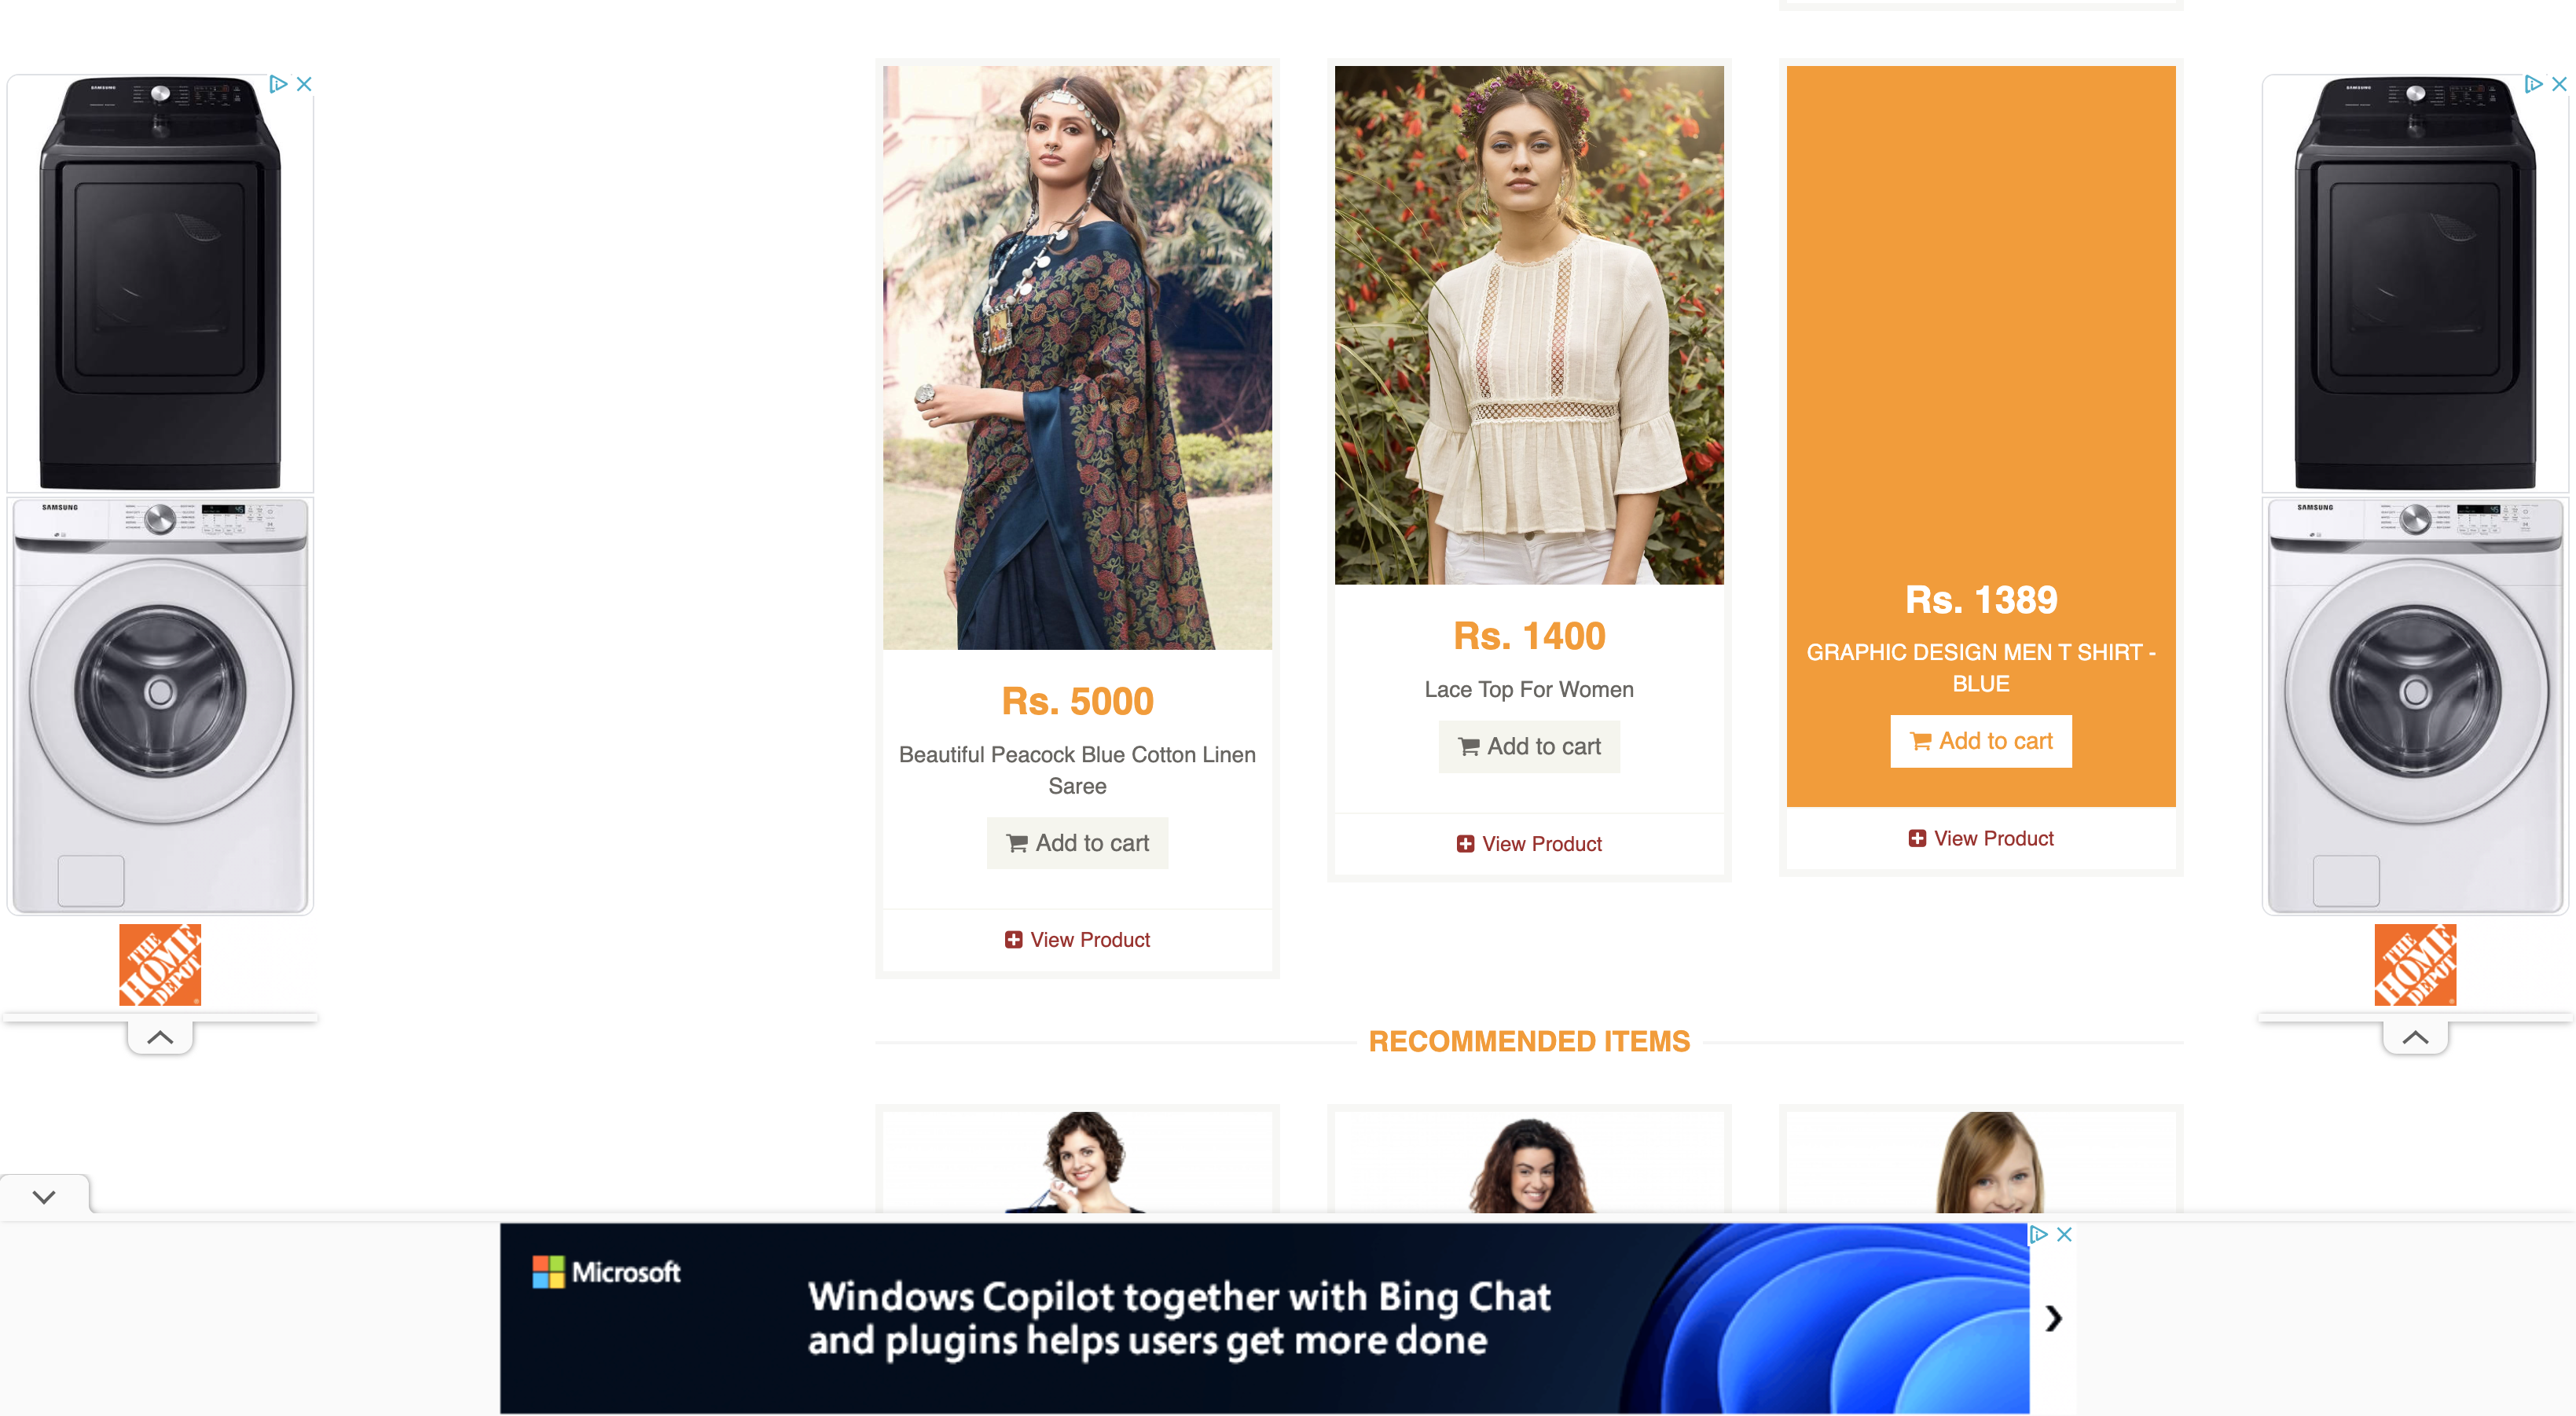 SAMSUNG
SAMSUNG
THE
HOME
DEPOT
Rs. 5000
Beautiful Peacock Blue Cotton Linen
Saree
Add to cart
View Product
Rs. 1400
Lace Top For Women
Add to cart
View Product
Rs. 1389
GRAPHIC DESIGN MEN T SHIRT -
BLUE
Add to cart
View Product
SAMSUNG
SAMSUNG
THE
HOME
DEPOT
RECOMMENDED ITEMS
Microsoft
Windows Copilot together with Bing Chat
and plugins helps users get more done